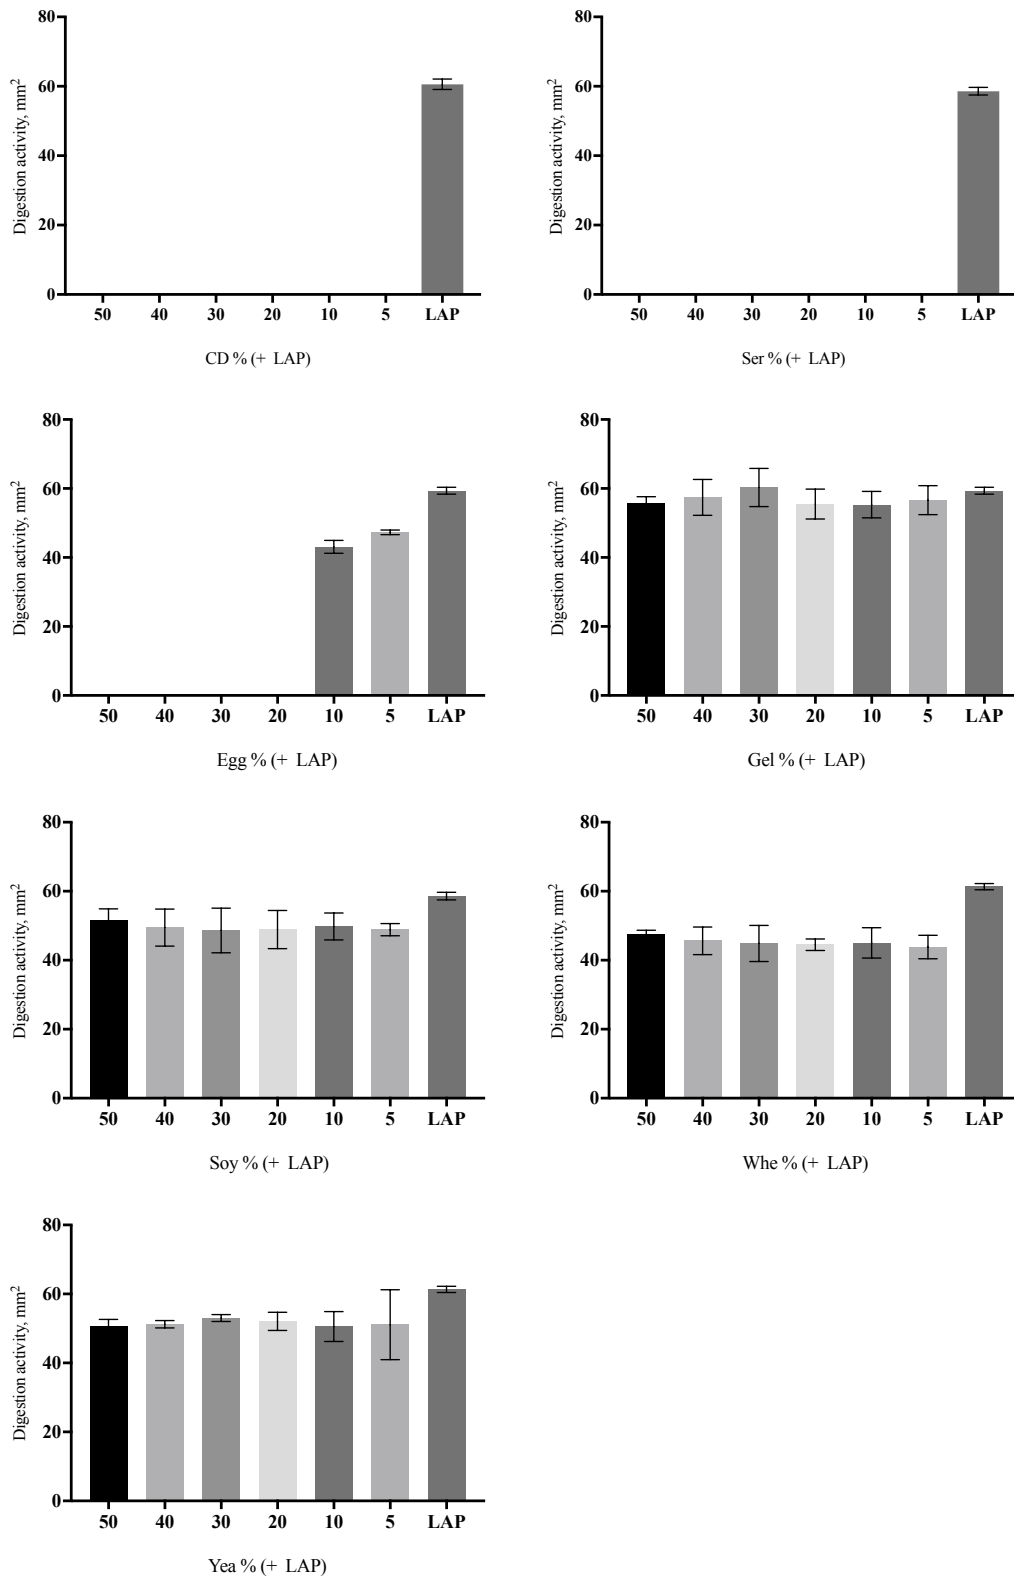 Digestion activity, mm²
80
60
40
20
0
50 40 30 20 10 5 LAP
CD % (+ LAP)
Digestion activity, mm²
80
60
40
20
0
50 40 30 20 10 5 LAP
Ser % (+ LAP)
Digestion activity, mm²
80
60
40
20
0
50 40 30 20 10 5 LAP
Egg % (+ LAP)
Digestion activity, mm²
80
60
40
20
0
50 40 30 20 10 5 LAP
Gel % (+ LAP)
Digestion activity, mm²
80
60
40
20
0
50 40 30 20 10 5 LAP
Soy % (+ LAP)
Digestion activity, mm²
80
60
40
20
0
50 40 30 20 10 5 LAP
Whe % (+ LAP)
Digestion activity, mm²
80
60
40
20
0
50 40 30 20 10 5 LAP
Yea % (+ LAP)